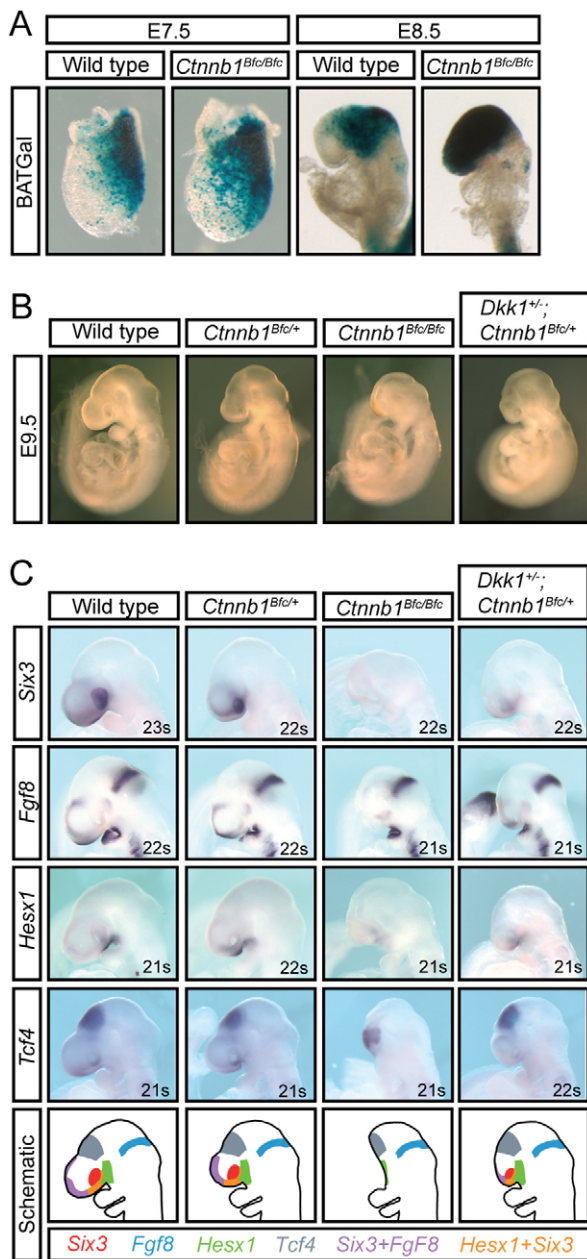 A
E7.5 E8.5
Wild type Ctnnb1Bfc/Bfc Wild type Ctnnb1Bfc/Bfc
BATGal
B
Wild type Ctnnb1Bfc/+ Ctnnb1Bfc/Bfc Dkk1+/-;
Ctnnb1Bfc/+
E9.5
C
Wild type Ctnnb1Bfc/+ Ctnnb1Bfc/Bfc Dkk1+/-;
Ctnnb1Bfc/+
Six3
23s 22s 22s 22s
Fgf8
22s 22s 21s 21s
Hesx1
21s 22s 21s 21s
Tcf4
21s 21s 21s 22s
Schematic
Six3 Fgf8 Hesx1 Tcf4 Six3+FgF8 Hesx1+Six3